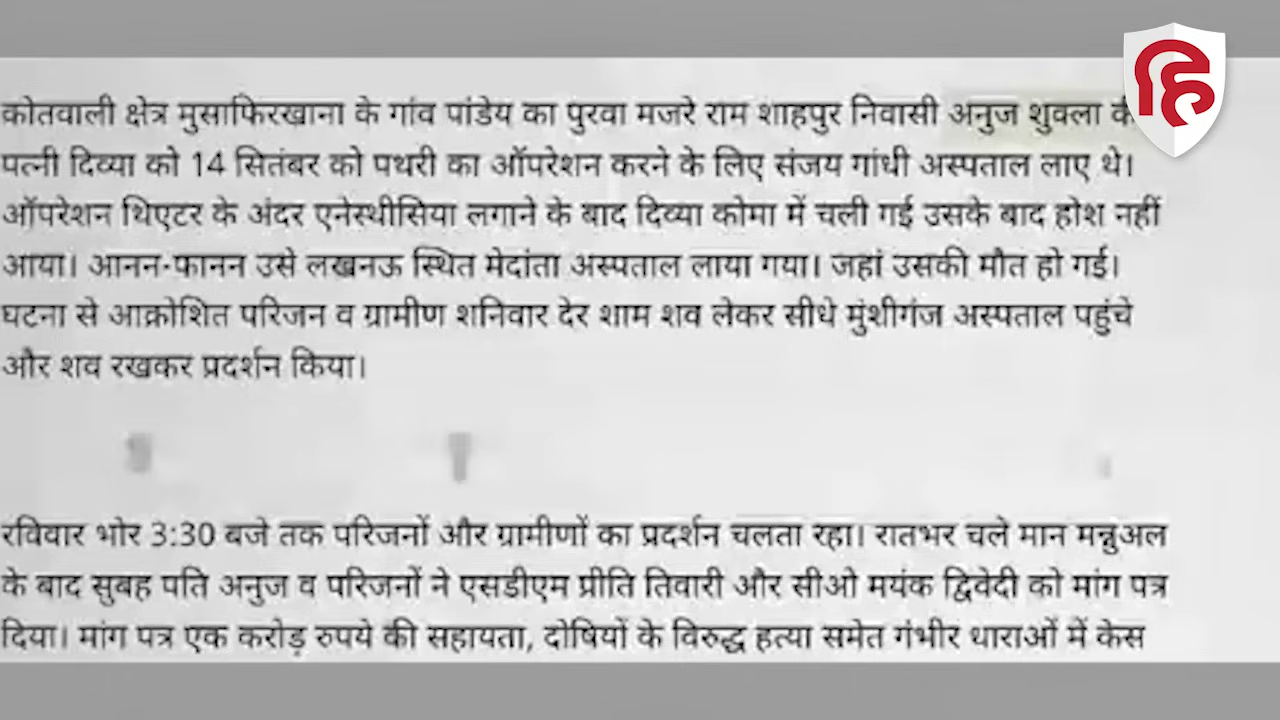 कोतवाली क्षेत्र मुसाफिरखाना के गांव पांडेय का पुरवा मजरे राम शाहपुर निवासी अनुज शुक्ला की
पत्नी दिव्या को 14 सितंबर को पथरी का ऑपरेशन करने के लिए संजय गांधी अस्पताल लाए थे।
ऑपरेशन थिएटर के अंदर एनेस्थीसिया लगाने के बाद दिव्या कोमा में चली गई उसके बाद होश नहीं
आया। आनन-फानन उसे लखनऊ स्थित मेदांता अस्पताल लाया गया। जहां उसकी मौत हो गई।
घटना से आक्रोशित परिजन व ग्रामीण शनिवार देर शाम शव लेकर सीधे मुंशीगंज अस्पताल पहुंचे
और शव रखकर प्रदर्शन किया।
रविवार भोर 3:30 बजे तक परिजनों और ग्रामीणों का प्रदर्शन चलता रहा। रातभर चले मान मन्नुअल
के बाद सुबह पति अनुज व परिजनों ने एसडीएम प्रीति तिवारी और सीओ मयंक द्विवेदी को मांग पत्र
दिया। मांग पत्र एक करोड़ रुपये की सहायता, दोषियों के विरुद्ध हत्या समेत गंभीर धाराओं में केस
हि